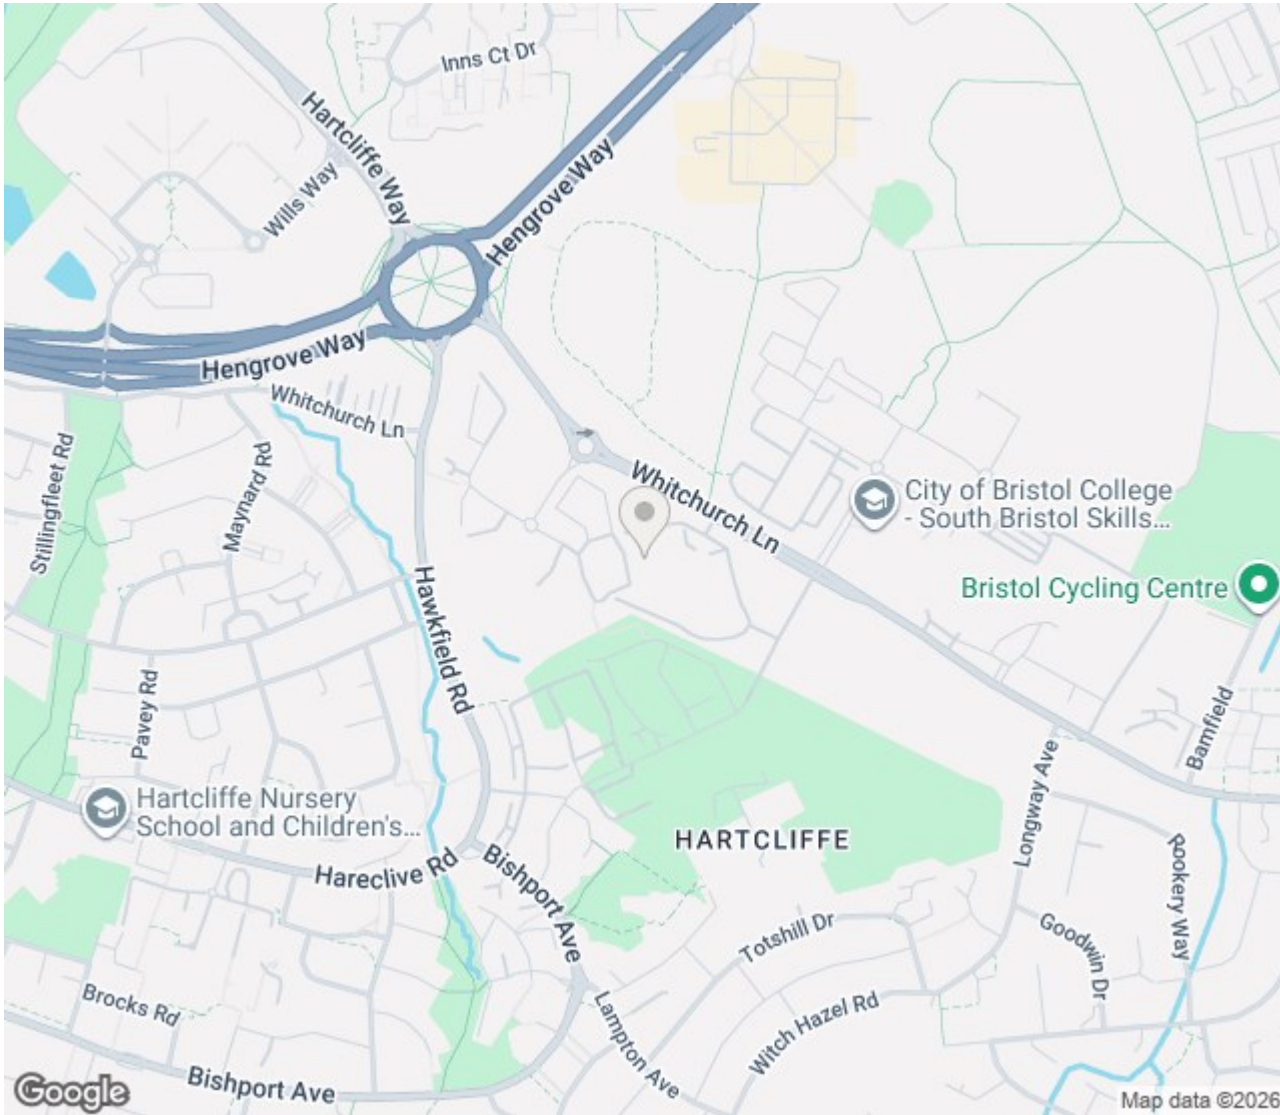 Inns Ct Dr
Hartcliffe Way
Wills Way
Hengrove Way
Hengrove Way
Whitchurch Ln
Stillingfleet Rd
Maynard Rd
Whitchurch Ln
City of Bristol College
- South Bristol Skills...
Bristol Cycling Centre
Hawkfield Rd
Pavey Rd
Barnfield
Longway Ave
Hartcliffe Nursery
School and Children's...
HARTCLIFFE
Hareclive Rd
Bishport Ave
Rookery Way
Totshill Dr
Goodwin Dr
Brocks Rd
Witch Hazel Rd
Lampton Ave
Bishport Ave
Google
Map data ©2026